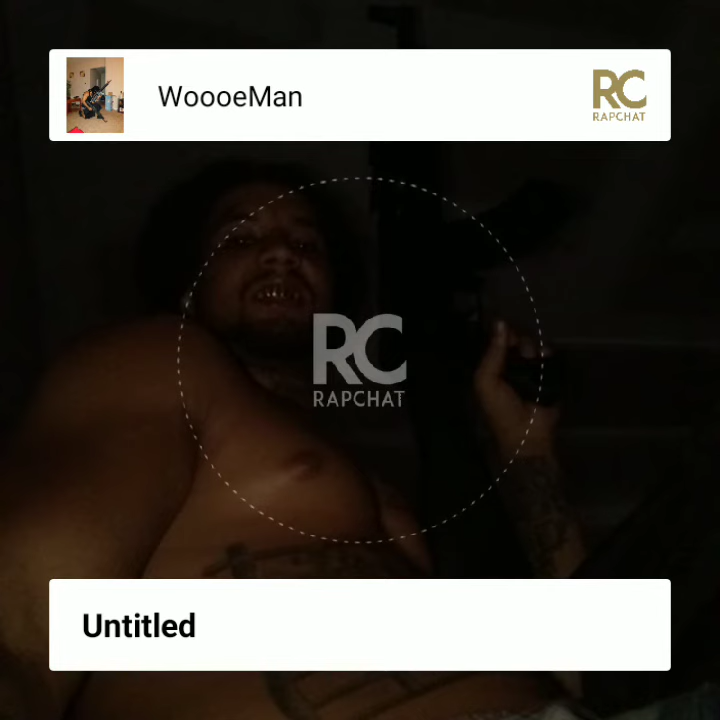 WoooeMan
RC
RAPCHAT
RC
RAPCHAT
Untitled